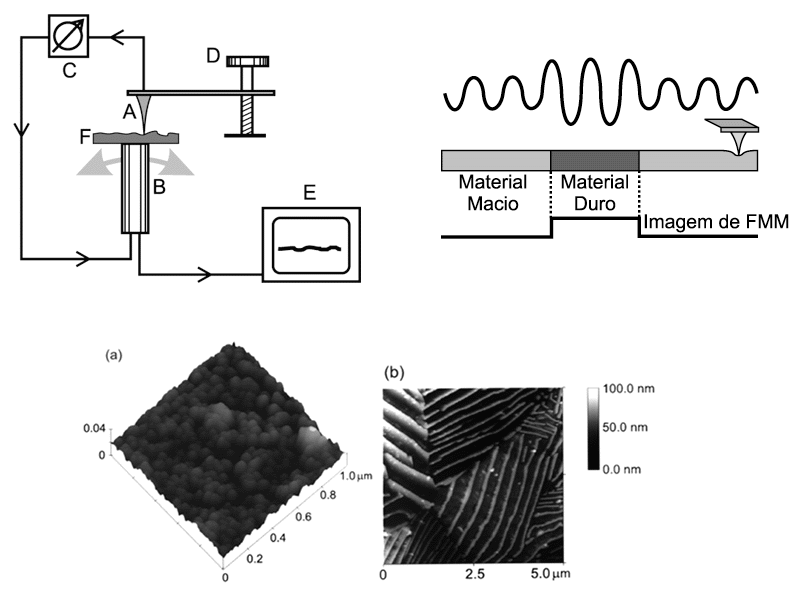 D
C
A
F
B
E
Material
Macio
Material
Duro
Imagem de FMM
(a)
0.04
0
1.0 µm
0.8
0.6
0.4
0.2
0
(b)
100.0 nm
50.0 nm
0.0 nm
0
2.5
5.0 µm